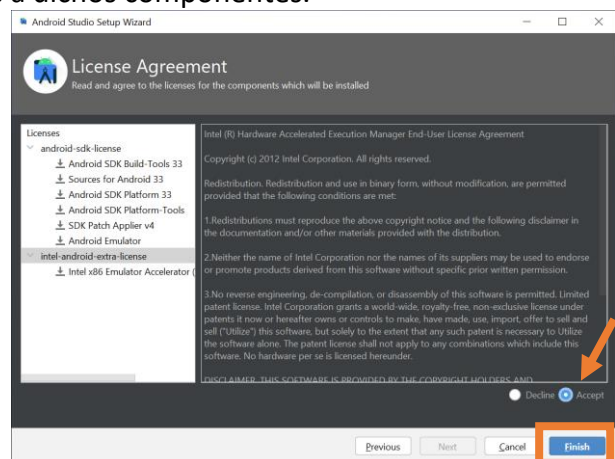 a dichos componentes.
Android Studio Setup Wizard
License Agreement
Read and agree to the licenses for the components which will be installed
Licenses
android-sdk-license
Android SDK Build-Tools 33
Sources for Android 33
Android SDK Platform 33
Android SDK Platform-Tools
SDK Patch Applier v4
Android Emulator
intel-android-extra-license
Intel x86 Emulator Accelerator (
Intel (R) Hardware Accelerated Execution Manager End-User License Agreement
Copyright (c) 2012 Intel Corporation. All rights reserved.
Redistribution. Redistribution and use in binary form, without modification, are permitted
provided that the following conditions are met:
1.Redistributions must reproduce the above copyright notice and the following disclaimer in
the documentation and/or other materials provided with the distribution.
2.Neither the name of Intel Corporation nor the names of its suppliers may be used to endorse
or promote products derived from this software without specific prior written permission.
3.No reverse engineering, de-compilation, or disassembly of this software is permitted. Limited
patent license. Intel Corporation grants a world-wide, royalty-free, non-exclusive license under
patents it now or hereafter owns or controls to make, have made, use, import, offer to sell and
sell ("Utilize") this software, but solely to the extent that any such patent is necessary to Utilize
the software alone. The patent license shall not apply to any combinations which include this
software. No hardware per se is licensed hereunder.
DISCLAIMER. THIS SOFTWARE IS PROVIDED BY THE COPYRIGHT HOLDERS AND
Decline Accept
Previous Next Cancel Finish